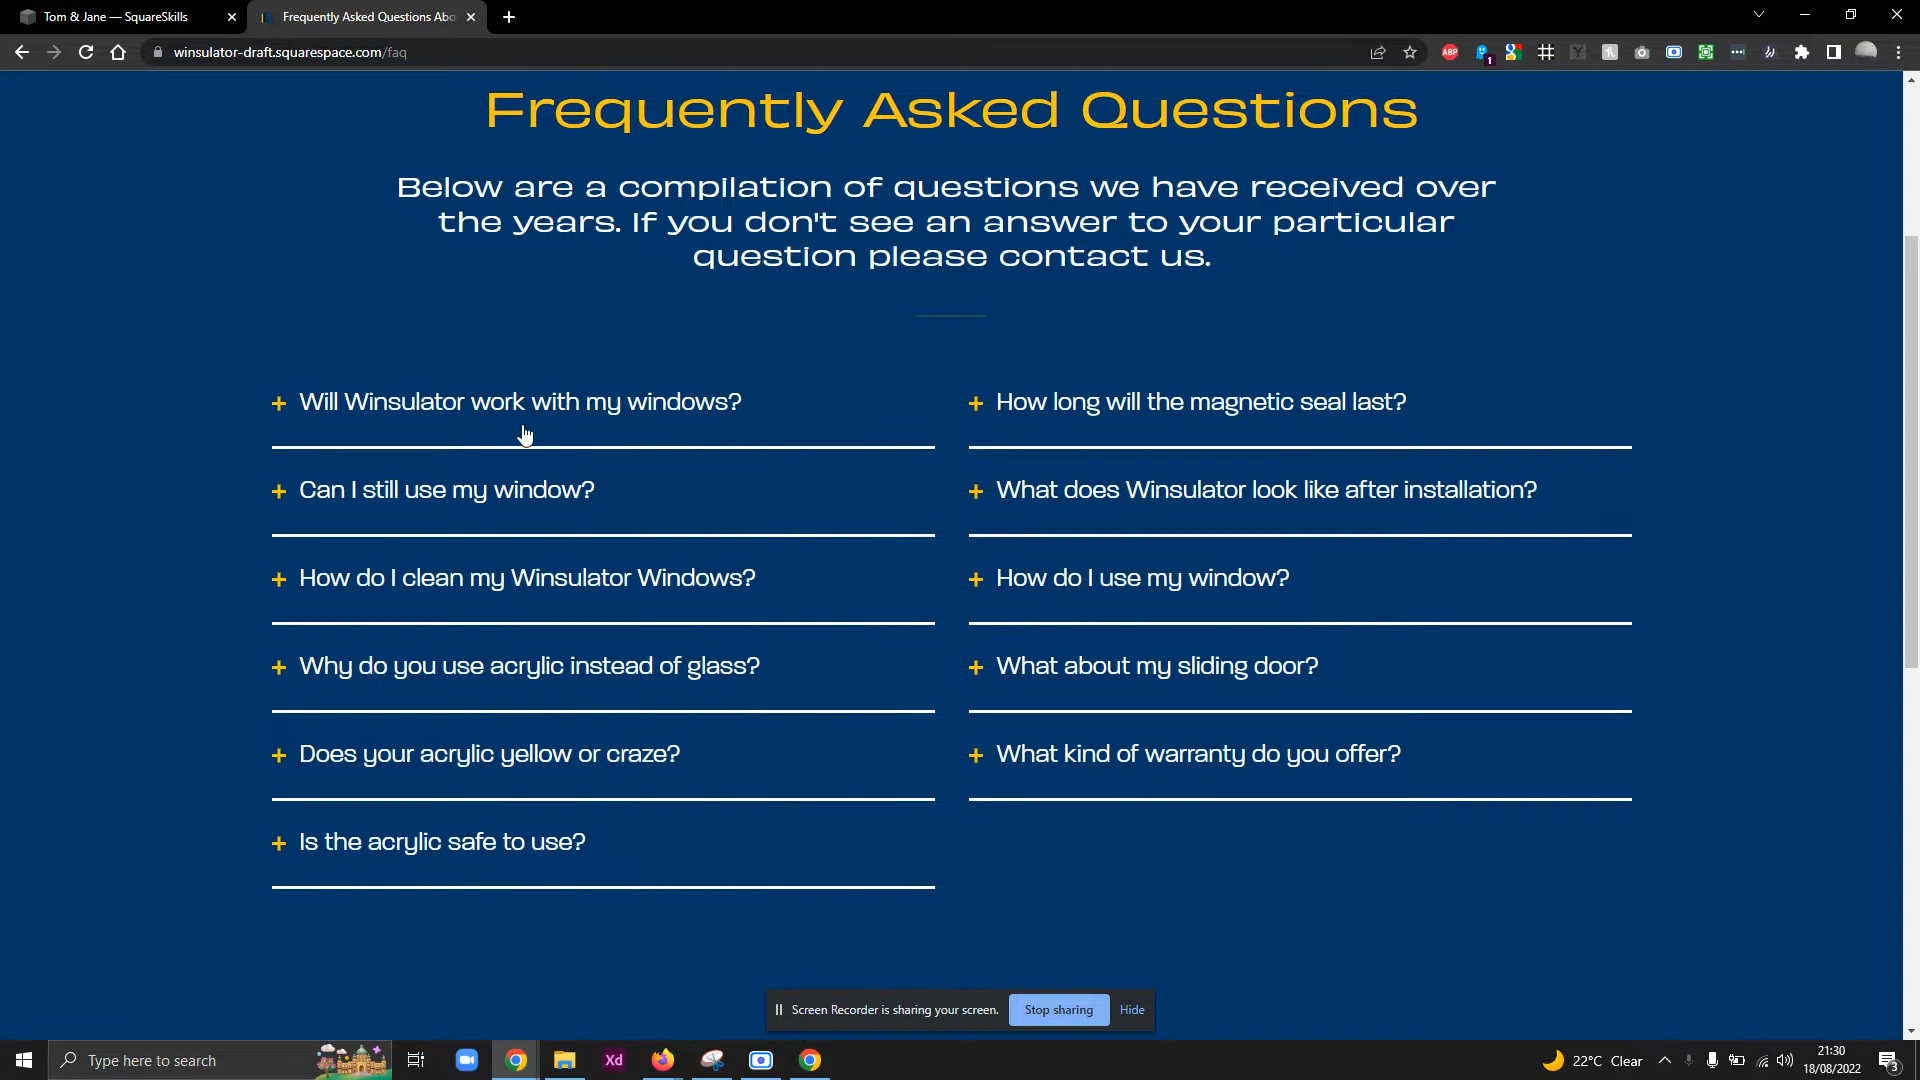 Tom & Jane — SquareSkills
Frequently Asked Questions Abo
winsulator-draft.squarespace.com/faq
ABP
1
Frequently Asked Questions
Below are a compilation of questions we have received over
the years. If you don't see an answer to your particular
question please contact us.
+ Will Winsulator work with my windows?
+ Can I still use my window?
+ How do I clean my Winsulator Windows?
+ Why do you use acrylic instead of glass?
+ Does your acrylic yellow or craze?
+ Is the acrylic safe to use?
+ How long will the magnetic seal last?
+ What does Winsulator look like after installation?
+ How do I use my window?
+ What about my sliding door?
+ What kind of warranty do you offer?
Screen Recorder is sharing your screen.
Stop sharing
Hide
Type here to search
Xd
22°C Clear
21:30
18/08/2022
3